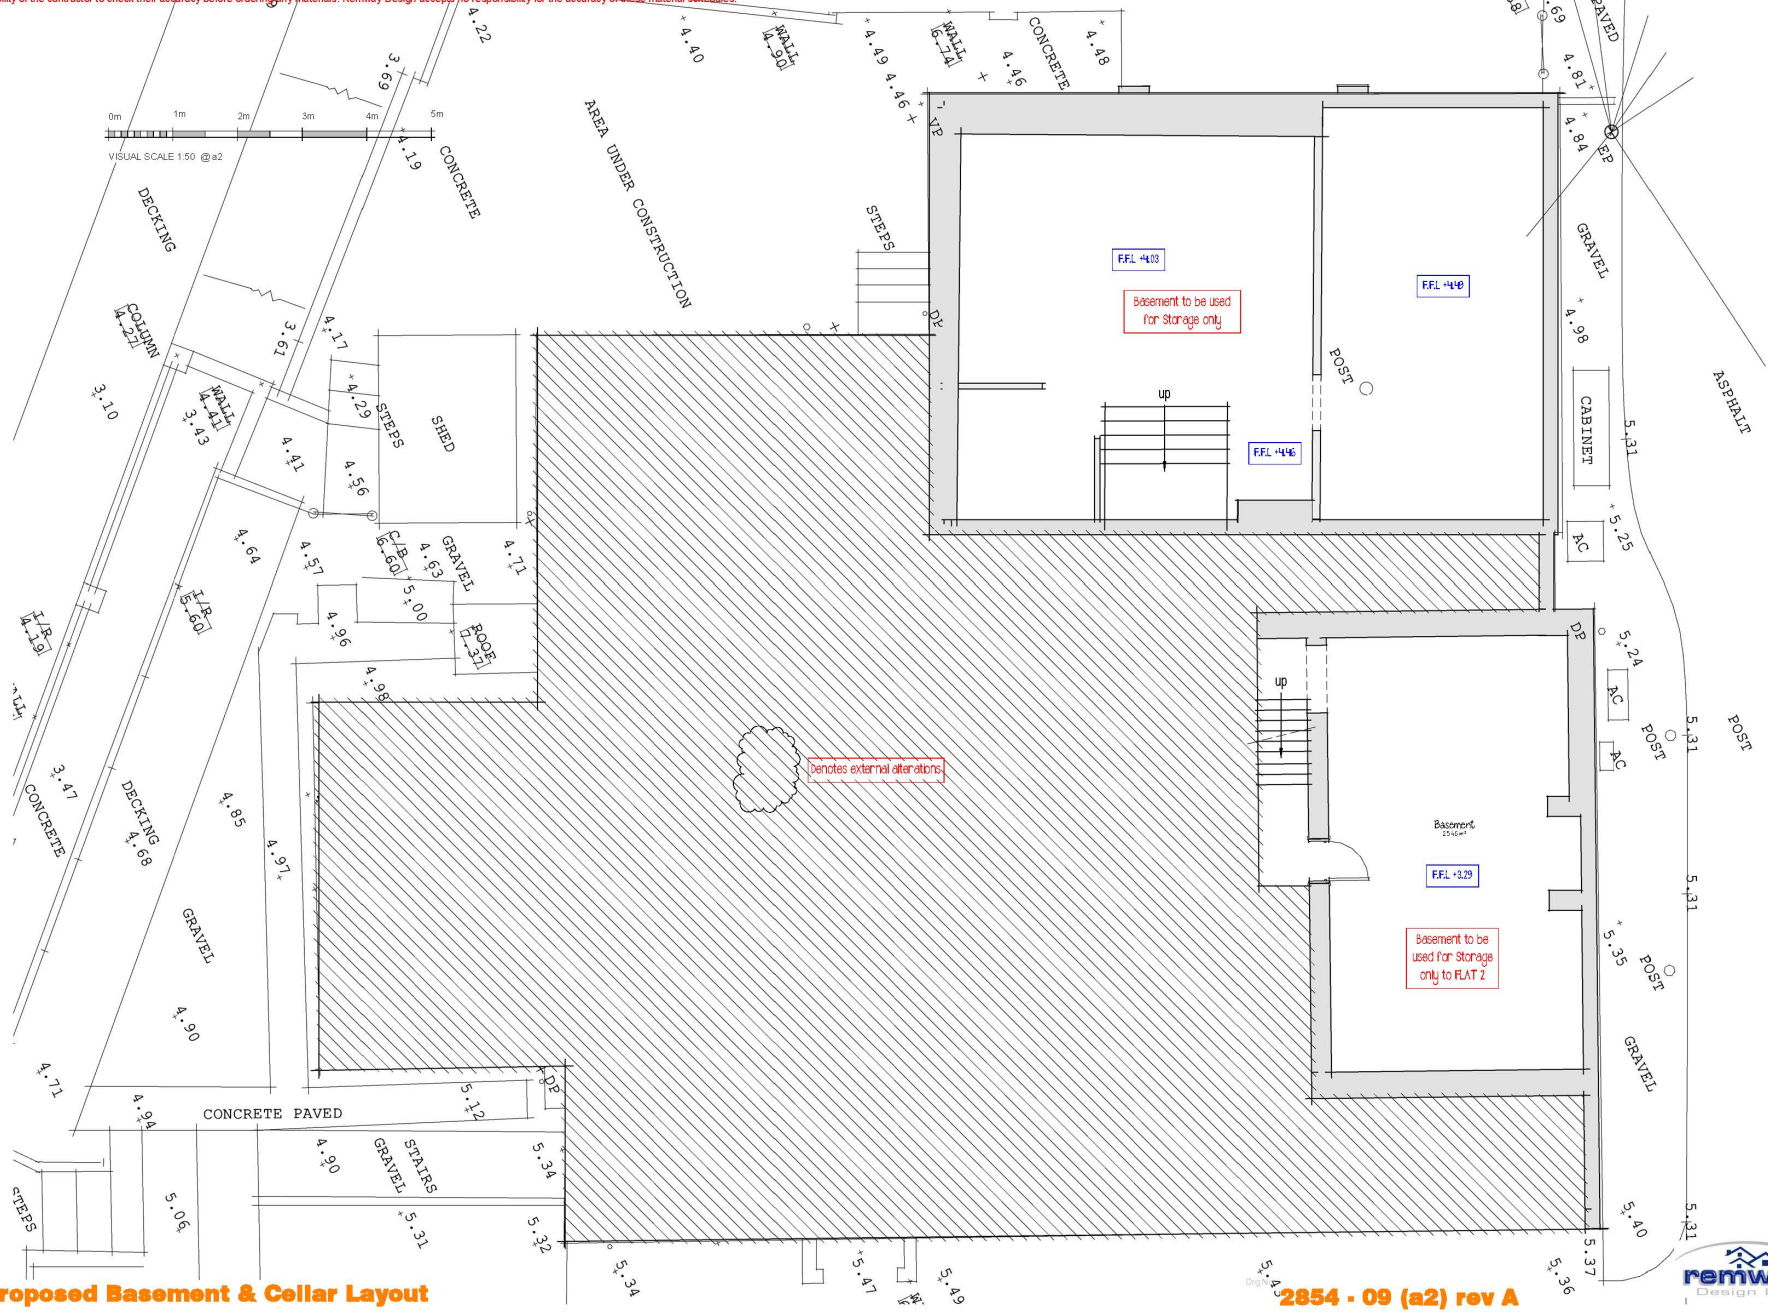 4.22
3.69
4.40
WALL
4.90
4.49
4.46
WALL
6.74
4.46
CONCRETE
4.48
PAVED
4.81
4.84
EP
0m 1m 2m 3m 4m 5m
VISUAL SCALE 1:50 @ a2
4.19
CONCRETE
AREA UNDER CONSTRUCTION
DECKING
VP
STEPS
GRAVEL
F.F.L +4.03
Basement to be used
for Storage only
F.F.L +4.49
4.98
DP
COLUMN
4.27
3.61
4.17
POST
ASPHALT
3.10
WALL
4.41
3.43
4.29
STEPS
SHED
up
CABINET
5.31
F.F.L +4.46
4.41
4.56
4.64
4.57
C/B
6.60
4.63
GRAVEL
4.71
5.25
AC
5.00
I/R
5.60
I/R
4.19
4.96
ROOF
7.37
4.98
DP
5.24
AC
up
POST
5.31
POST
AC
Denotes external alterations.
3.47
CONCRETE
DECKING
4.68
4.85
4.97
Basement
F.F.L +3.29
5.31
GRAVEL
Basement to be
used for Storage
only to FLAT 2
5.35
POST
4.90
4.71
GRAVEL
DP
5.12
4.94
CONCRETE PAVED
4.90
GRAVEL
STAIRS
5.34
STEPS
5.06
5.31
5.32
5.40
5.31
5.34
5.47
5.49
5.37
5.36
roposed Basement & Cellar Layout
2854 - 09 (a2) rev A
remw
Design